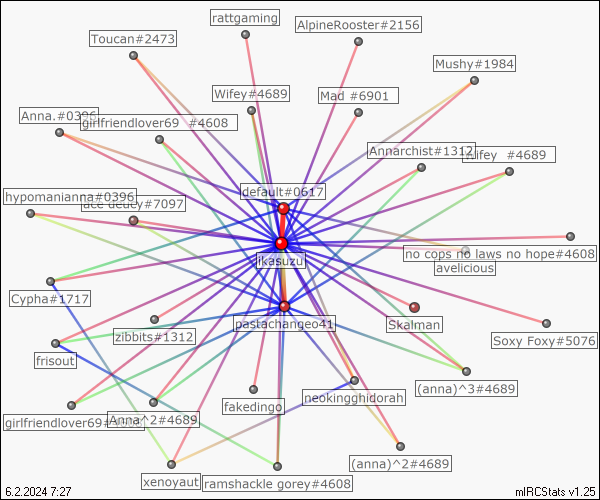 rattgaming
AlpineRooster#2156
Toucan#2473
Mushy#1984
Wifey#4689
Mad #6901
Anna.#0396
girlfriendlover69 #4608
Annarchist#1312
Wifey #4689
default#0617
hypomanianna#0396
#7097
ikasuzu
no cops no laws no hope#4608
avelicious
Cypha#1717
pastachangeo41
Skalman
zibbits#1312
Soxy Foxy#5076
frisout
(anna)^3#4689
neokingghidorah
fakedingo
girlfriendlover69
Anna^2#4689
(anna)^2#4689
xenoyaut
ramshackle gorey#4608
6.2.2024 7:27
mIRCStats v1.25